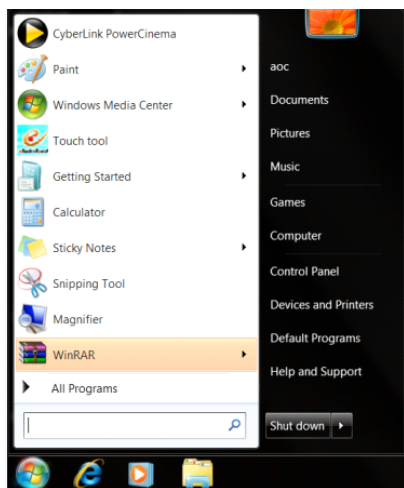 CyberLink PowerCinema
Paint
Windows Media Center
Touch tool
Getting Started
Calculator
Sticky Notes
Snipping Tool
Magnifier
WinRAR
All Programs
aoc
Documents
Pictures
Music
Games
Computer
Control Panel
Devices and Printers
Default Programs
Help and Support
Shut down